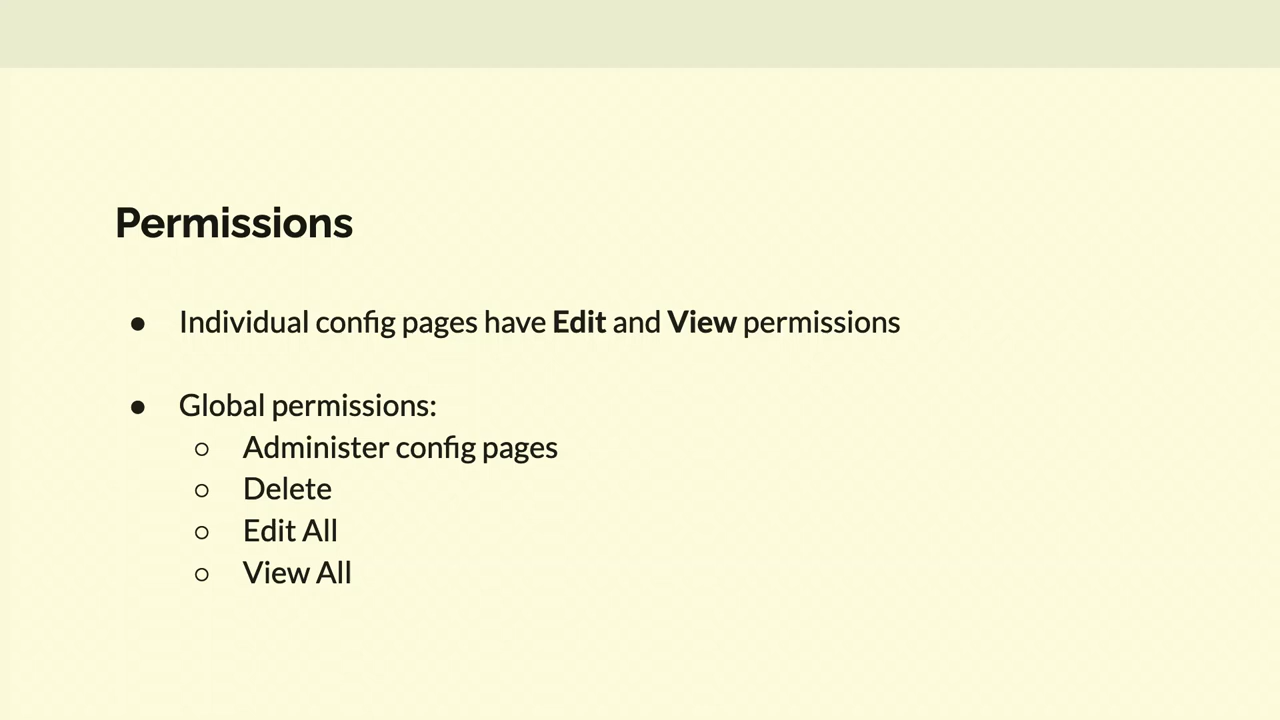 Permissions
● Individual config pages have Edit and View permissions
● Global permissions:
○ Administer config pages
○ Delete
○ Edit All
○ View All